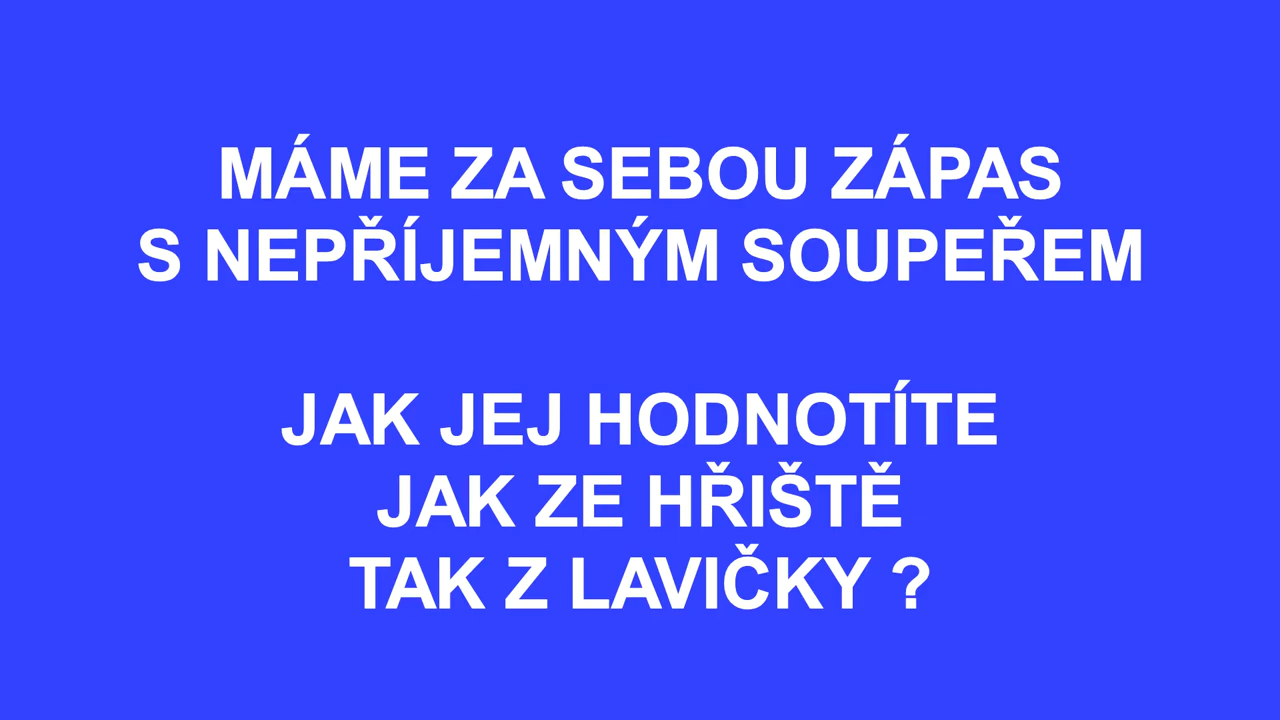 MÁME ZA SEBOU ZÁPAS
S NEPŘÍJEMNÝM SOUPEŘEM
JAK JEJ HODNOTÍTE
JAK ZE HŘIŠTĚ
TAK Z LAVIČKY ?